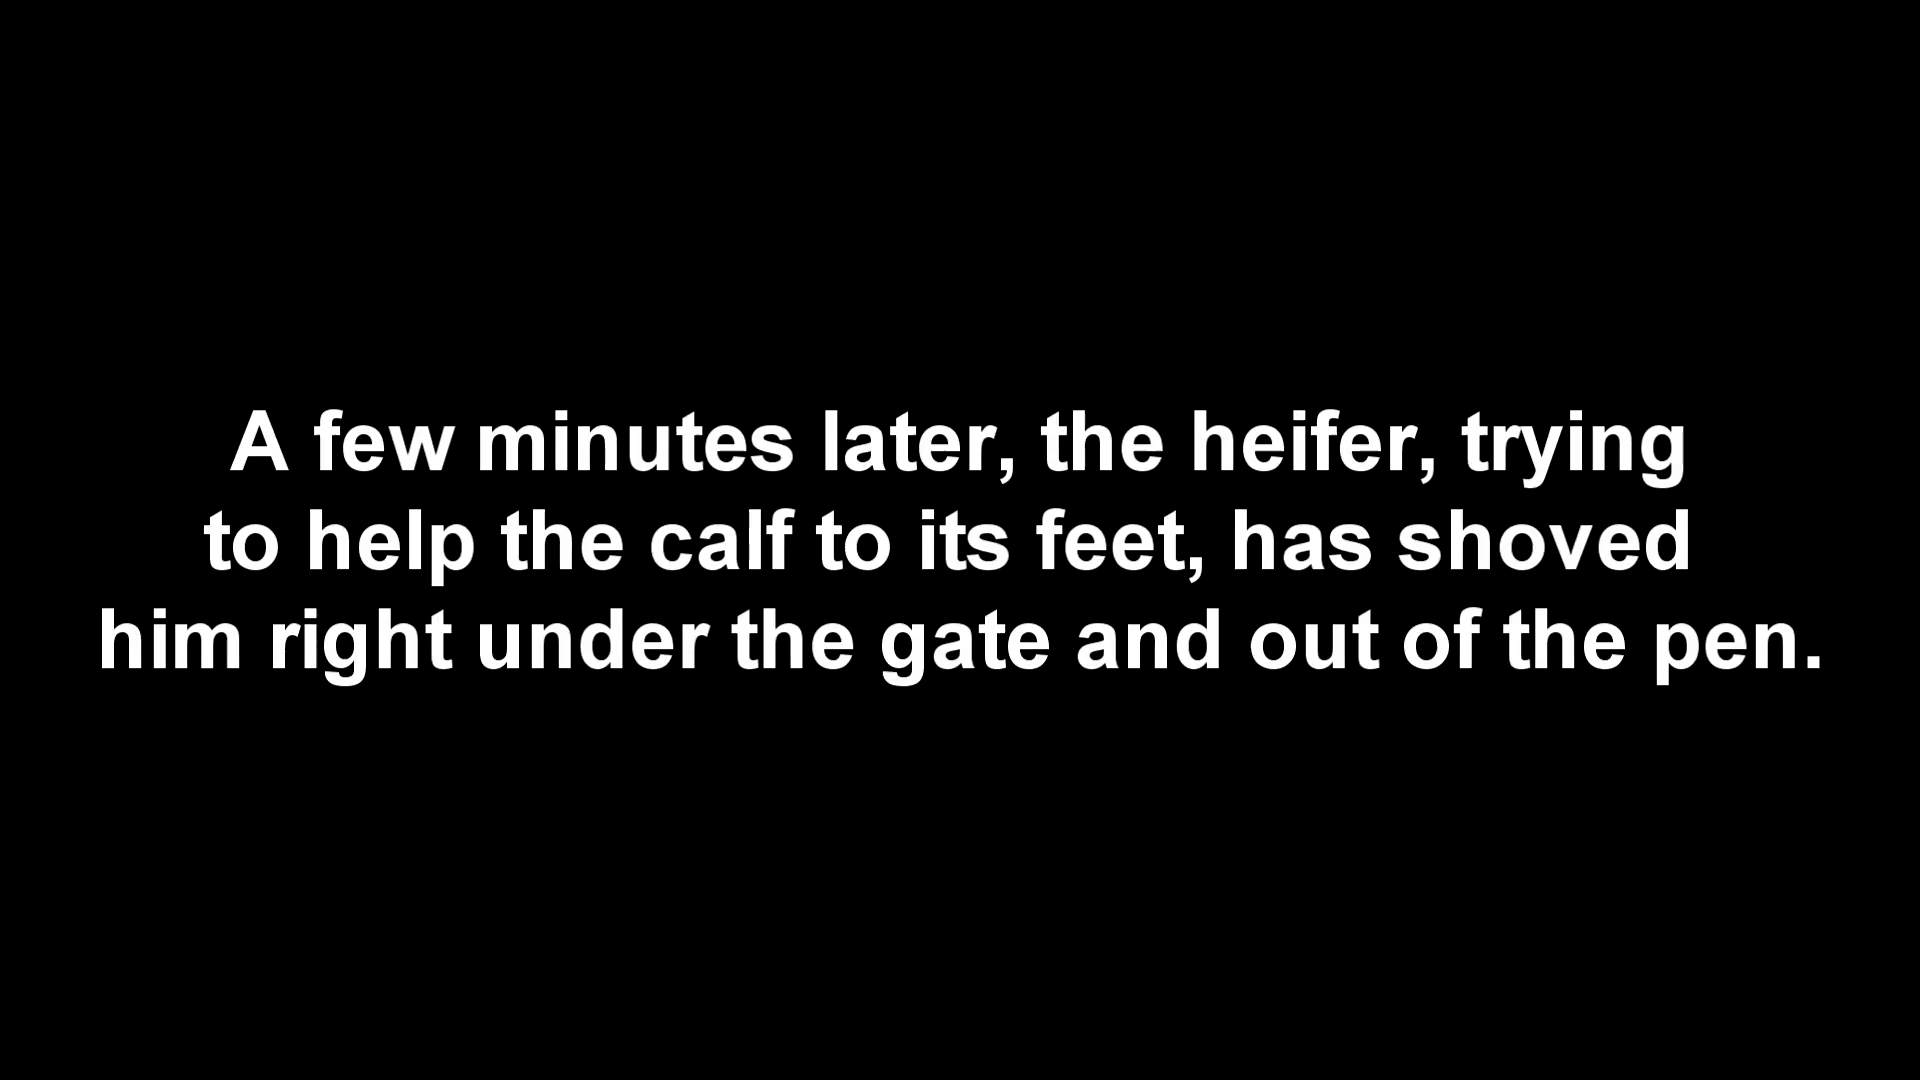 A few minutes later, the heifer, trying
to help the calf to its feet, has shoved
him right under the gate and out of the pen.